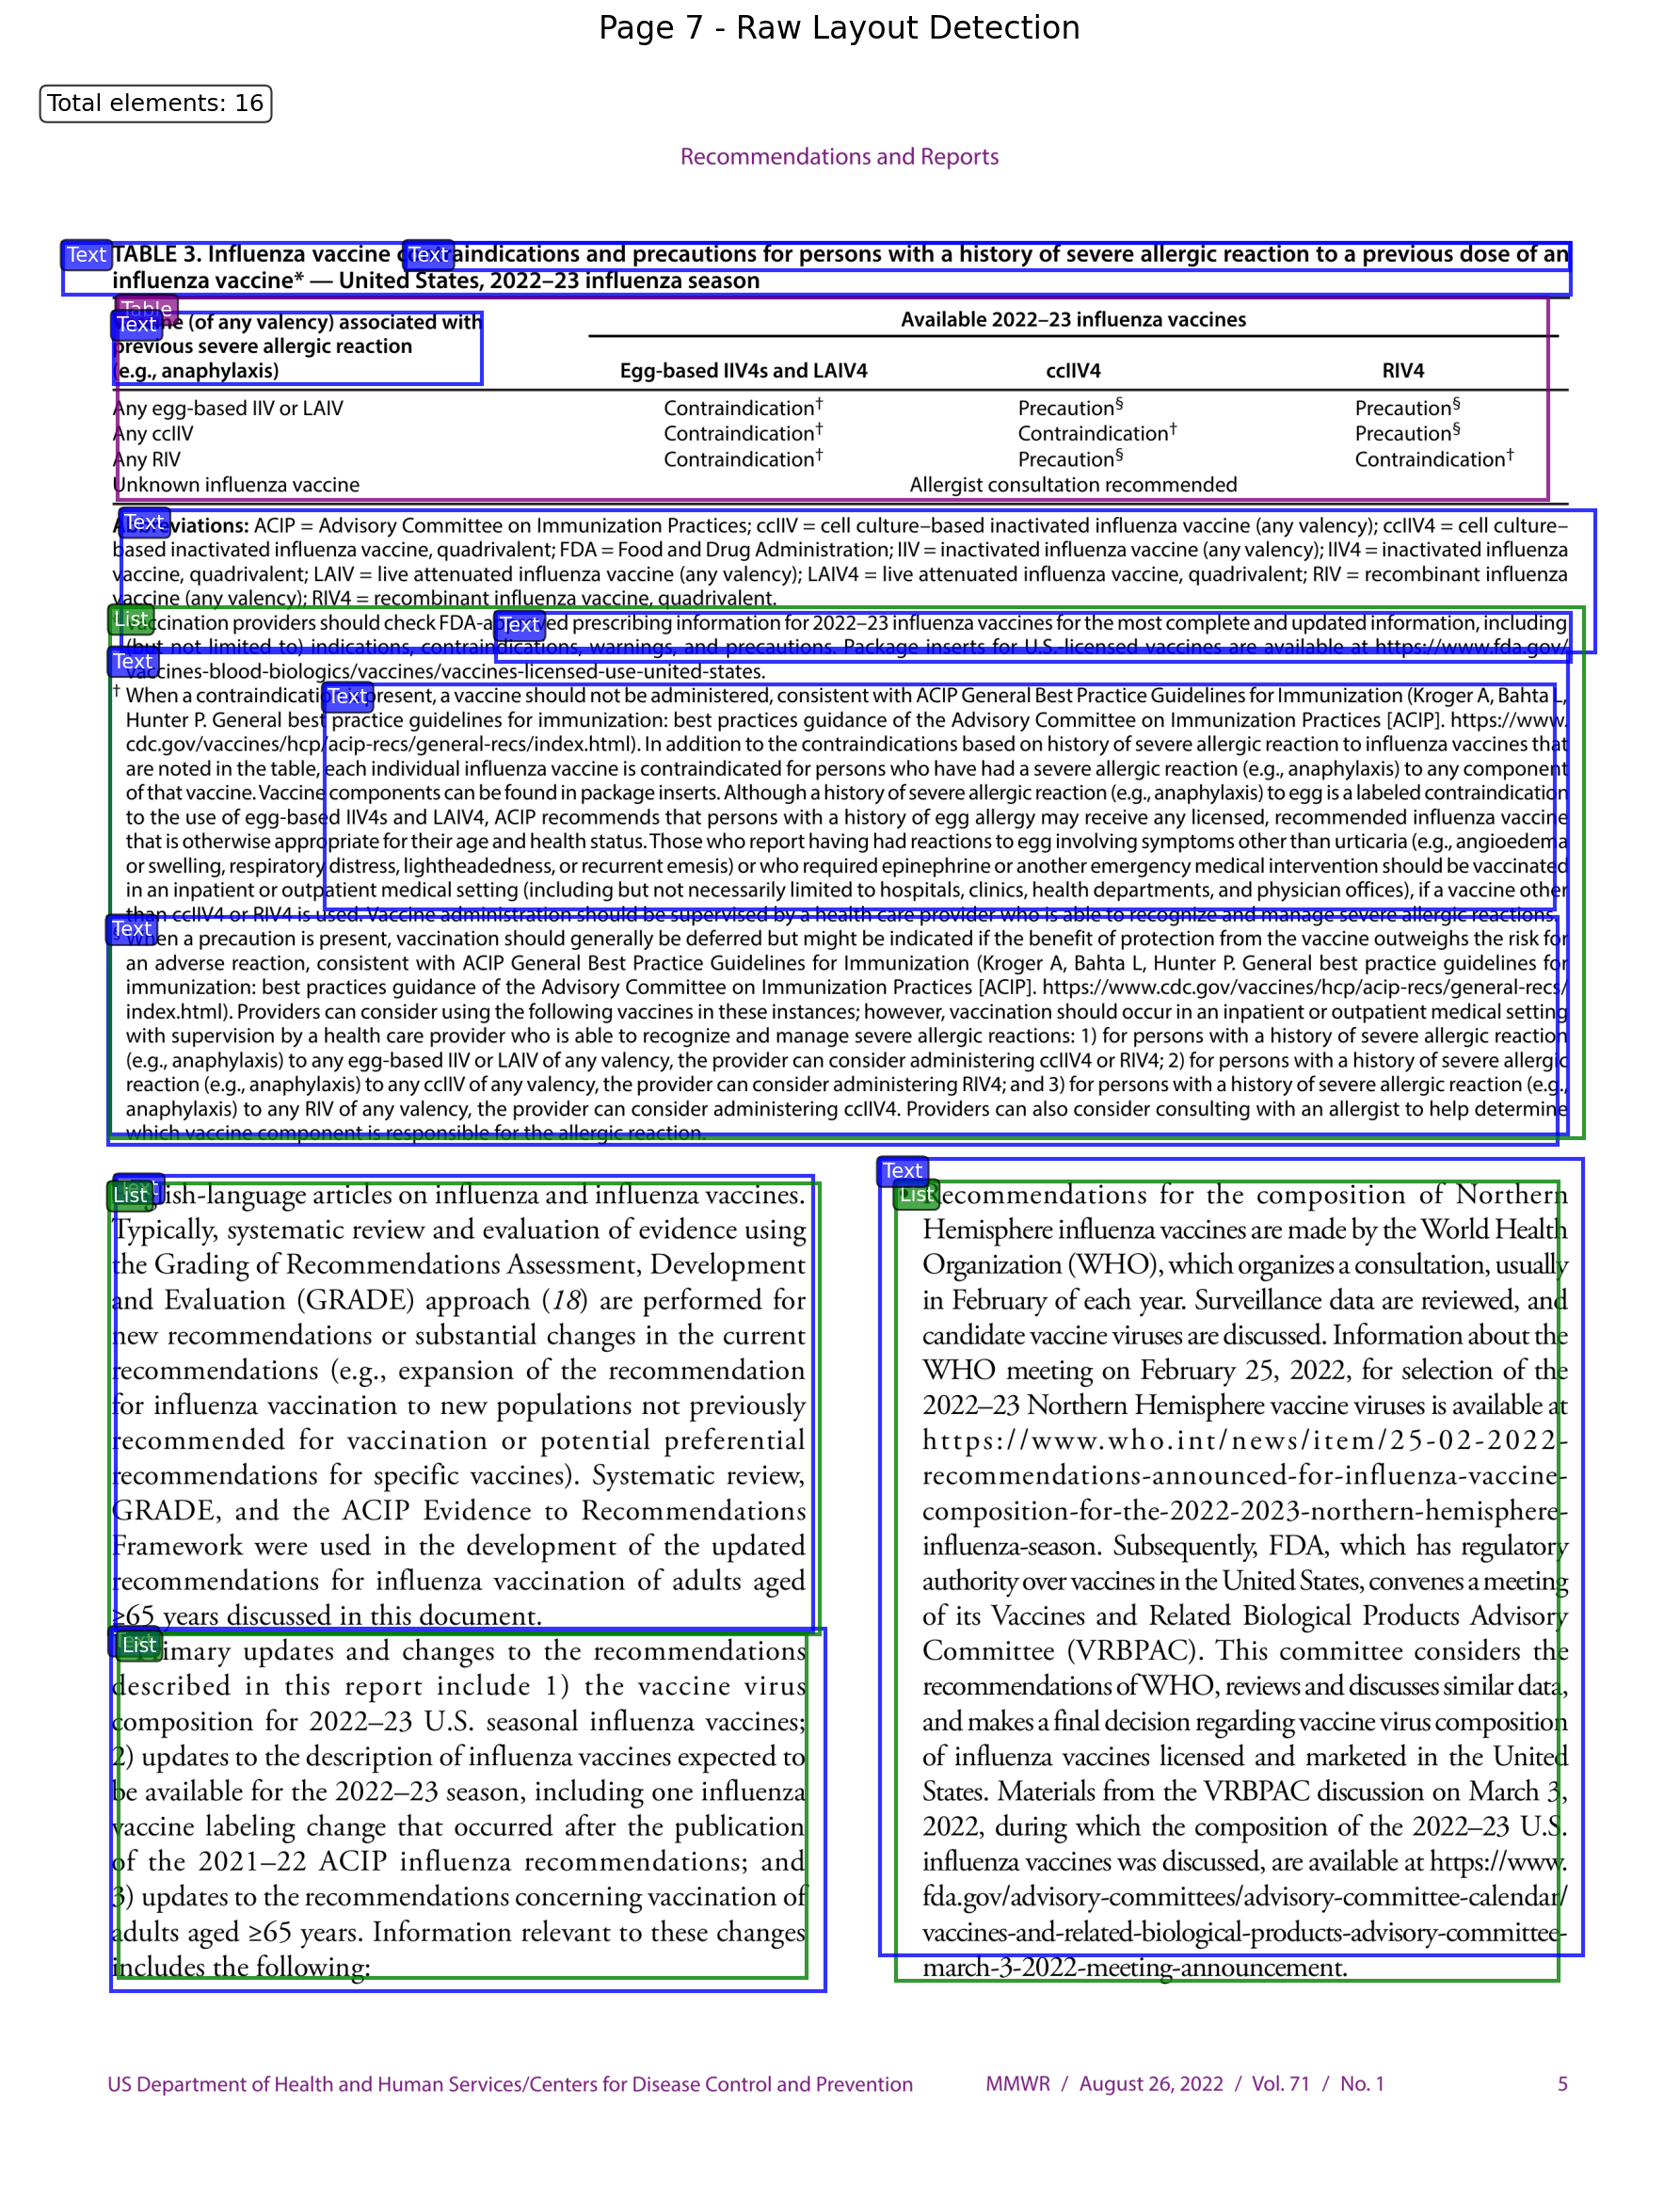 Page 7 - Raw Layout Detection
Total elements: 16
Recommendations and Reports
Text
Text
TABLE 3. Influenza vaccine contraindications and precautions for persons with a history of severe allergic reaction to a previous dose of an
influenza vaccine* — United States, 2022–23 influenza season
Table
Text
(of any valency) associated with
previous severe allergic reaction
(e.g., anaphylaxis)
Available 2022–23 influenza vaccines
Egg-based IIV4s and LAIV4 ccIIV4 RIV4
Any egg-based IIV or LAIV Contraindication† Precaution§ Precaution§
Any ccIIV Contraindication† Contraindication† Precaution§
Any RIV Contraindication† Precaution§ Contraindication†
Unknown influenza vaccine Allergist consultation recommended
Text
Abbreviations: ACIP = Advisory Committee on Immunization Practices; ccIIV = cell culture–based inactivated influenza vaccine (any valency); ccIIV4 = cell culture–
based inactivated influenza vaccine, quadrivalent; FDA = Food and Drug Administration; IIV = inactivated influenza vaccine (any valency); IIV4 = inactivated influenza
vaccine, quadrivalent; LAIV = live attenuated influenza vaccine (any valency); LAIV4 = live attenuated influenza vaccine, quadrivalent; RIV = recombinant influenza
vaccine (any valency); RIV4 = recombinant influenza vaccine, quadrivalent.
List
Text
Vaccination providers should check FDA-approved prescribing information for 2022–23 influenza vaccines for the most complete and updated information, including
(but not limited to) indications, contraindications, warnings, and precautions. Package inserts for U.S.-licensed vaccines are available at https://www.fda.gov/
Text
vaccines-blood-biologics/vaccines/vaccines-licensed-use-united-states.
Text
† When a contraindication is present, a vaccine should not be administered, consistent with ACIP General Best Practice Guidelines for Immunization (Kroger A, Bahta L,
Hunter P. General best practice guidelines for immunization: best practices guidance of the Advisory Committee on Immunization Practices [ACIP]. https://www.
cdc.gov/vaccines/hcp/acip-recs/general-recs/index.html). In addition to the contraindications based on history of severe allergic reaction to influenza vaccines that
are noted in the table, each individual influenza vaccine is contraindicated for persons who have had a severe allergic reaction (e.g., anaphylaxis) to any component
of that vaccine. Vaccine components can be found in package inserts. Although a history of severe allergic reaction (e.g., anaphylaxis) to egg is a labeled contraindication
to the use of egg-based IIV4s and LAIV4, ACIP recommends that persons with a history of egg allergy may receive any licensed, recommended influenza vaccine
that is otherwise appropriate for their age and health status. Those who report having had reactions to egg involving symptoms other than urticaria (e.g., angioedema
or swelling, respiratory distress, lightheadedness, or recurrent emesis) or who required epinephrine or another emergency medical intervention should be vaccinated
in an inpatient or outpatient medical setting (including but not necessarily limited to hospitals, clinics, health departments, and physician offices), if a vaccine other
than ccIIV4 or RIV4 is used. Vaccine administration should be supervised by a health care provider who is able to recognize and manage severe allergic reactions.
Text
When a precaution is present, vaccination should generally be deferred but might be indicated if the benefit of protection from the vaccine outweighs the risk for
an adverse reaction, consistent with ACIP General Best Practice Guidelines for Immunization (Kroger A, Bahta L, Hunter P. General best practice guidelines for
immunization: best practices guidance of the Advisory Committee on Immunization Practices [ACIP]. https://www.cdc.gov/vaccines/hcp/acip-recs/general-recs/
index.html). Providers can consider using the following vaccines in these instances; however, vaccination should occur in an inpatient or outpatient medical setting
with supervision by a health care provider who is able to recognize and manage severe allergic reactions: 1) for persons with a history of severe allergic reaction
(e.g., anaphylaxis) to any egg-based IIV or LAIV of any valency, the provider can consider administering ccIIV4 or RIV4; 2) for persons with a history of severe allergic
reaction (e.g., anaphylaxis) to any ccIIV of any valency, the provider can consider administering RIV4; and 3) for persons with a history of severe allergic reaction (e.g.,
anaphylaxis) to any RIV of any valency, the provider can consider administering ccIIV4. Providers can also consider consulting with an allergist to help determine
which vaccine component is responsible for the allergic reaction.
List
English-language articles on influenza and influenza vaccines.
Typically, systematic review and evaluation of evidence using
the Grading of Recommendations Assessment, Development
and Evaluation (GRADE) approach (18) are performed for
new recommendations or substantial changes in the current
recommendations (e.g., expansion of the recommendation
for influenza vaccination to new populations not previously
recommended for vaccination or potential preferential
recommendations for specific vaccines). Systematic review,
GRADE, and the ACIP Evidence to Recommendations
Framework were used in the development of the updated
recommendations for influenza vaccination of adults aged
≥65 years discussed in this document.
List
Primary updates and changes to the recommendations
described in this report include 1) the vaccine virus
composition for 2022–23 U.S. seasonal influenza vaccines;
2) updates to the description of influenza vaccines expected to
be available for the 2022–23 season, including one influenza
vaccine labeling change that occurred after the publication
of the 2021–22 ACIP influenza recommendations; and
3) updates to the recommendations concerning vaccination of
adults aged ≥65 years. Information relevant to these changes
includes the following:
Text
List
Recommendations for the composition of Northern
Hemisphere influenza vaccines are made by the World Health
Organization (WHO), which organizes a consultation, usually
in February of each year. Surveillance data are reviewed, and
candidate vaccine viruses are discussed. Information about the
WHO meeting on February 25, 2022, for selection of the
2022–23 Northern Hemisphere vaccine viruses is available at
https://www.who.int/news/item/25-02-2022-
recommendations-announced-for-influenza-vaccine-
composition-for-the-2022-2023-northern-hemisphere-
influenza-season. Subsequently, FDA, which has regulatory
authority over vaccines in the United States, convenes a meeting
of its Vaccines and Related Biological Products Advisory
Committee (VRBPAC). This committee considers the
recommendations of WHO, reviews and discusses similar data,
and makes a final decision regarding vaccine virus composition
of influenza vaccines licensed and marketed in the United
States. Materials from the VRBPAC discussion on March 3,
2022, during which the composition of the 2022–23 U.S.
influenza vaccines was discussed, are available at https://www.
fda.gov/advisory-committees/advisory-committee-calendar/
vaccines-and-related-biological-products-advisory-committee-
march-3-2022-meeting-announcement.
US Department of Health and Human Services/Centers for Disease Control and Prevention MMWR / August 26, 2022 / Vol. 71 / No. 1 5